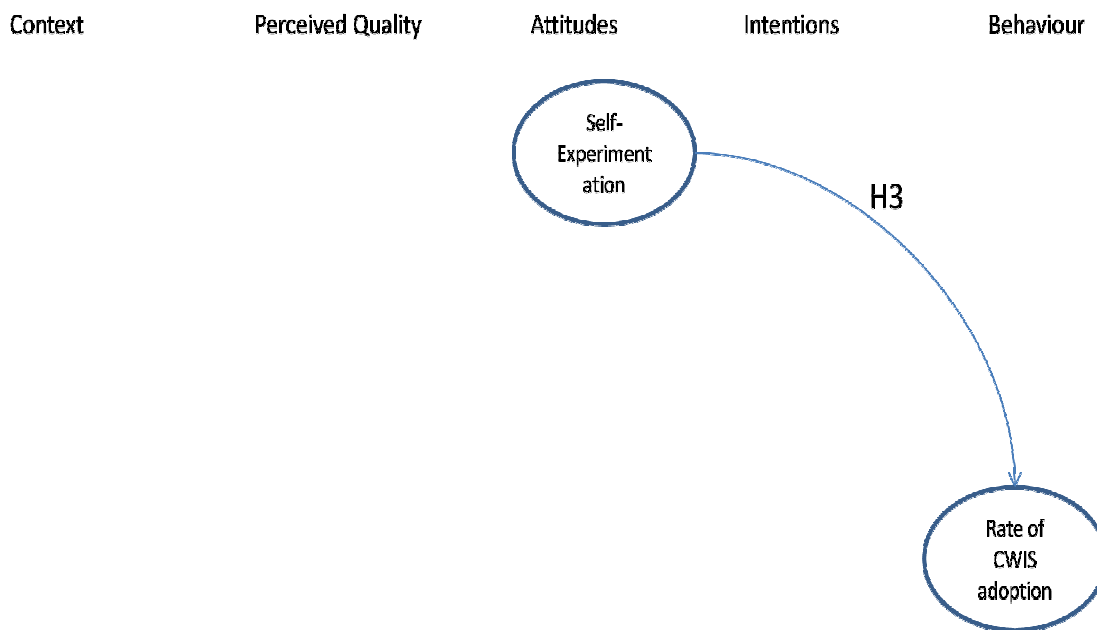 Context Perceived Quality Attitudes Intentions Behaviour
Self-
Experiment
ation
H3
Rate of
CWIS
adoption